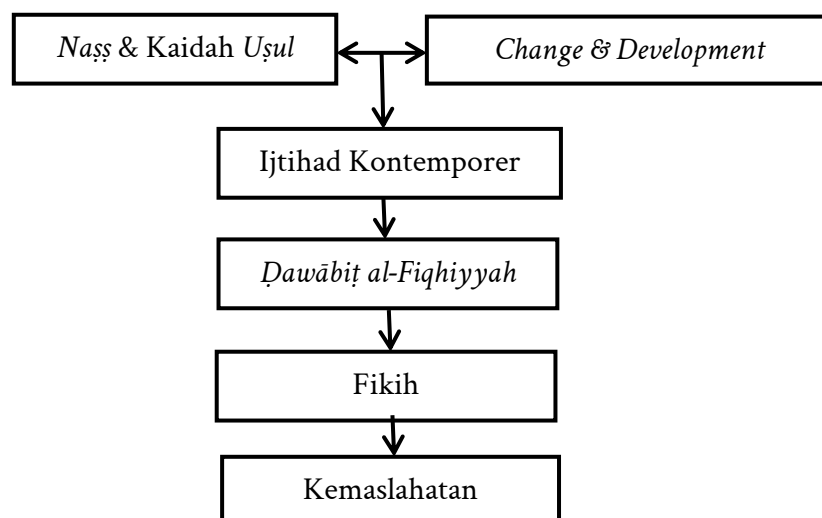 Naṣṣ & Kaidah Uṣul
Change & Development
Ijtihad Kontemporer
Ḍawābiṭ al-Fiqhiyyah
Fikih
Kemaslahatan